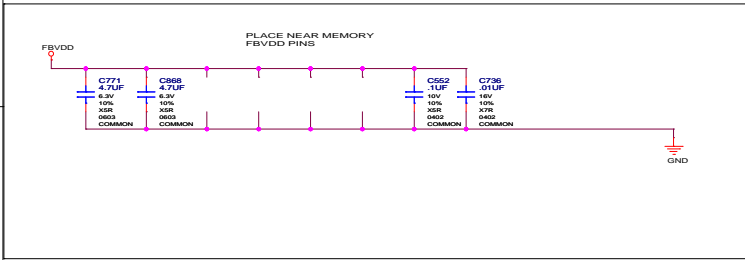 PLACE NEAR MEMORY
FBVDD PINS
FBVDD
C771
4.7UF
6.3V
10%
X5R
0603
COMMON
C868
4.7UF
6.3V
10%
X5R
0603
COMMON
C552
.1UF
10V
10%
X5R
0402
COMMON
C736
.01UF
16V
10%
X7R
0402
COMMON
GND